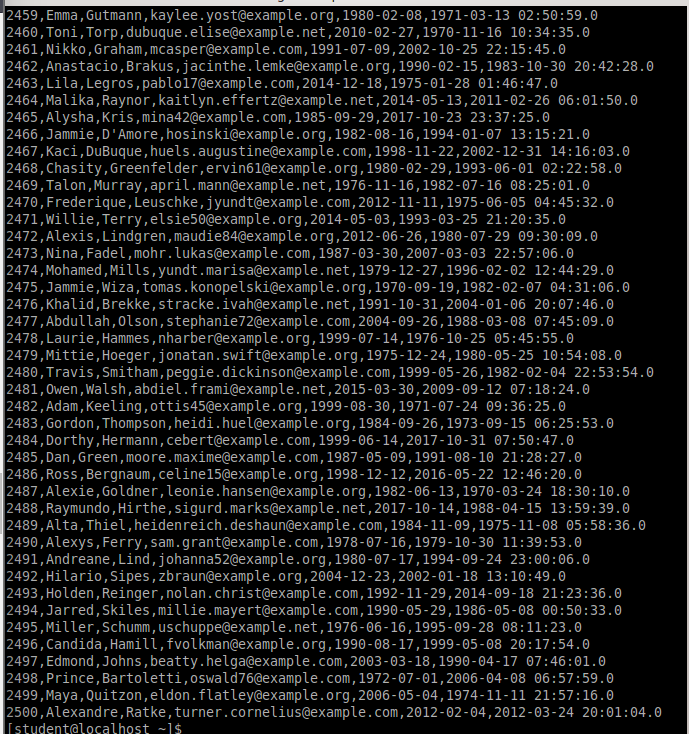 2459,Emma,Gutmann,kaylee.yost@example.org,1980-02-08,1971-03-13 02:50:59.0
2460,Toni,Torp,dubuque.elise@example.net,2010-02-27,1970-11-16 10:34:35.0
2461,Nikko,Graham,mcasper@example.com,1991-07-09,2002-10-25 22:15:45.0
2462,Anastacio,Brakus,jacinthe.lemke@example.com,1990-02-15,1983-10-30 20:42:28.0
2463,Lila,Legros,pablo17@example.com,2014-12-18,1975-01-28 01:46:47.0
2464,Malika,Raynor,kaitlyn.effertz@example.net,2014-05-13,2011-02-26 06:01:50.0
2465,Alysha,Kris,mina42@example.com,1985-09-29,2017-10-23 23:37:25.0
2466,Jammie,D'Amore,hosinski@example.com,1982-08-16,1994-01-07 13:15:21.0
2467,Kaci,DuBuque,huels.augustine@example.com,1998-11-22,2002-12-31 14:16:03.0
2468,Chasity,Greenfelder,ervin61@example.com,1980-02-29,1993-06-01 02:22:58.0
2469,Talon,Murray,april.mann@example.net,1976-11-16,1982-07-16 08:25:01.0
2470,Frederique,Leuschke,jyundt@example.com,2012-11-11,1975-06-05 04:45:32.0
2471,Willie,Terry,elsie50@example.org,2014-05-03,1993-03-25 21:20:35.0
2472,Alexis,Lindgren,maudie84@example.org,2012-06-26,1980-07-29 09:30:09.0
2473,Nina,Fadel,mohr.lukas@example.com,1987-03-30,2007-03-03 22:57:06.0
2474,Mohamed,Mills,yundt.marisa@example.net,1979-12-27,1996-02-02 12:44:29.0
2475,Jammie,Wiza,tomas.konopelski@example.com,1970-09-19,1982-02-07 04:31:06.0
2476,Khalid,Brekke,stracke.ivah@example.net,1991-10-31,2004-01-06 20:07:46.0
2477,Abdullah,Olson,stephanie72@example.com,2004-09-26,1988-03-08 07:45:09.0
2478,Laurie,Hammes,nharber@example.org,1999-07-14,1976-10-25 05:45:55.0
2479,Mittie,Hoeger,jonatan.swift@example.com,1975-12-24,1980-05-25 10:54:08.0
2480,Travis,Smitham,peggie.dickinson@example.com,1999-05-26,1982-02-04 22:53:54.0
2481,Owen,Walsh,abdiel.frami@example.net,2015-03-30,2009-09-12 07:18:24.0
2482,Adam,Keeling,ottis45@example.org,1999-08-30,1971-07-24 09:36:25.0
2483,Gordon,Thompson,heidi.huel@example.org,1984-09-26,1973-09-15 06:25:53.0
2484,Dorthy,Hermann,cebert@example.com,1999-06-14,2017-10-31 07:50:47.0
2485,Dan,Green,moore.maxime@example.com,1987-05-09,1991-08-10 21:28:27.0
2486,Ross,Bergnaum,celine15@example.com,1998-12-12,2016-05-22 12:46:20.0
2487,Alexie,Goldner,leonie.hansen@example.org,1982-06-13,1970-03-24 18:30:10.0
2488,Raymundo,Hirthe,sigurd.marks@example.net,2017-10-14,1988-04-15 13:59:39.0
2489,Alta,Thiel,heidenreich.deshaun@example.com,1984-11-09,1975-11-08 05:58:36.0
2490,Alexys,Ferry,sam.grant@example.com,1978-07-16,1979-10-30 11:39:53.0
2491,Andreane,Lind,johanna52@example.org,1980-07-17,1994-09-24 23:00:06.0
2492,Hilario,Sipes,zbraun@example.org,2004-12-23,2002-01-18 13:10:49.0
2493,Holden,Reinger,nolan.christ@example.com,1992-11-29,2014-09-18 21:23:36.0
2494,Jarred,Skiles,millie.mayert@example.com,1990-05-29,1986-05-08 00:50:33.0
2495,Miller,Schumm,uschuppe@example.net,1976-06-16,1995-09-28 08:11:23.0
2496,Candida,Hamill,fvolkman@example.org,1990-08-17,1999-05-08 20:17:54.0
2497,Edmond,Johns,beatty.helga@example.com,2003-03-18,1990-04-17 07:46:01.0
2498,Prince,Bartoletti,oswald76@example.com,1972-07-01,2006-04-08 06:57:59.0
2499,Maya,Quitzon,eldon.flatley@example.org,2006-05-04,1974-11-11 21:57:16.0
2500,Alexandre,Ratke,turner.cornelius@example.com,2012-02-04,2012-03-24 20:01:04.0
[student@localhost ~]$